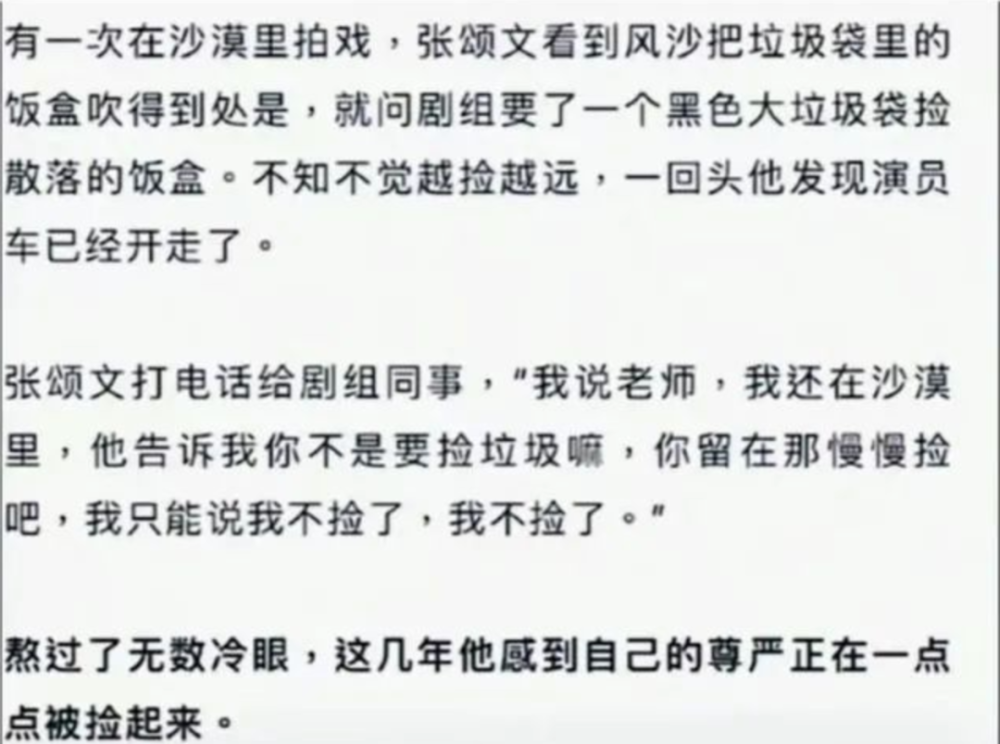 有一次在沙漠里拍戏，张颂文看到风沙把垃圾袋里的
饭盒吹得到处是，就问剧组要了一个黑色大垃圾袋捡
散落的饭盒。不知不觉越捡越远，一回头他发现演员
车已经开走了。
张颂文打电话给剧组同事，"我说老师，我还在沙漠
里，他告诉我你不是要捡垃圾嘛，你留在那慢慢捡
吧，我只能说我不捡了，我不捡了。"
熬过了无数冷眼，这几年他感到自己的尊严正在一点
点被捡起来。